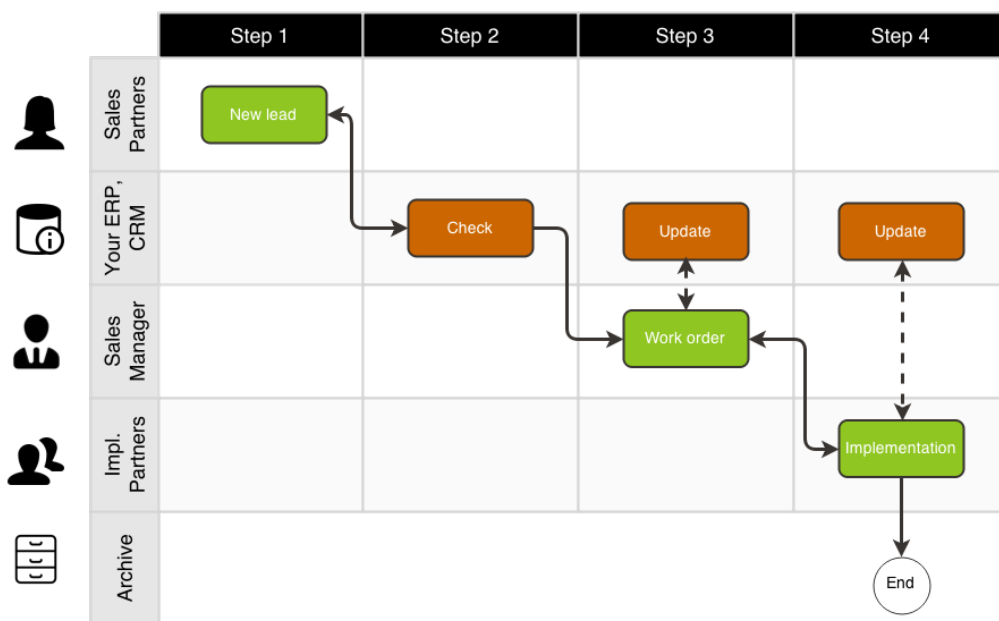 Step 1
Step 2
Step 3
Step 4
Sales
Partners
New lead
Your ERP,
CRM
Check
Update
Update
Sales
Manager
Work order
Impl.
Partners
Implementation
Archive
End